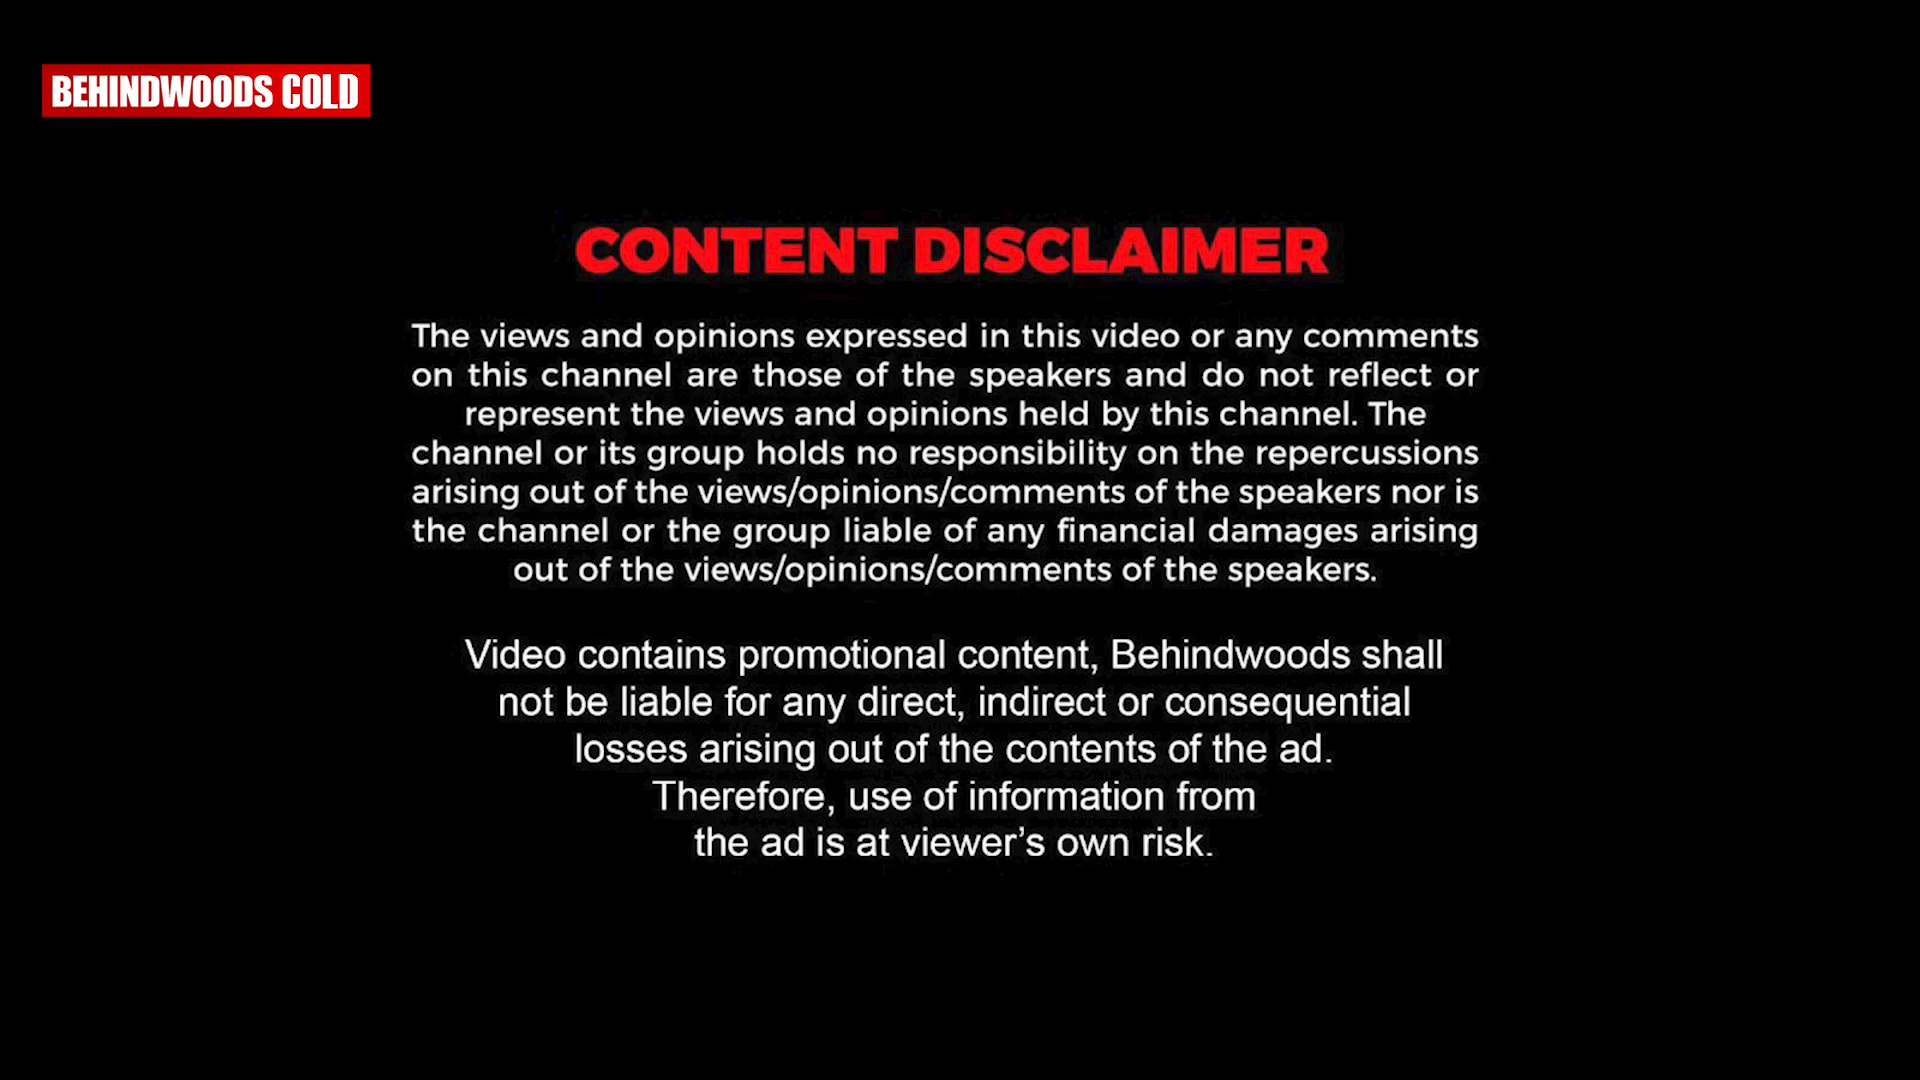 BEHINDWOODS COLD
CONTENT DISCLAIMER
The views and opinions expressed in this video or any comments
on this channel are those of the speakers and do not reflect or
represent the views and opinions held by this channel. The
channel or its group holds no responsibility on the repercussions
arising out of the views/opinions/comments of the speakers nor is
the channel or the group liable of any financial damages arising
out of the views/opinions/comments of the speakers.
Video contains promotional content, Behindwoods shall
not be liable for any direct, indirect or consequential
losses arising out of the contents of the ad.
Therefore, use of information from
the ad is at viewer’s own risk.